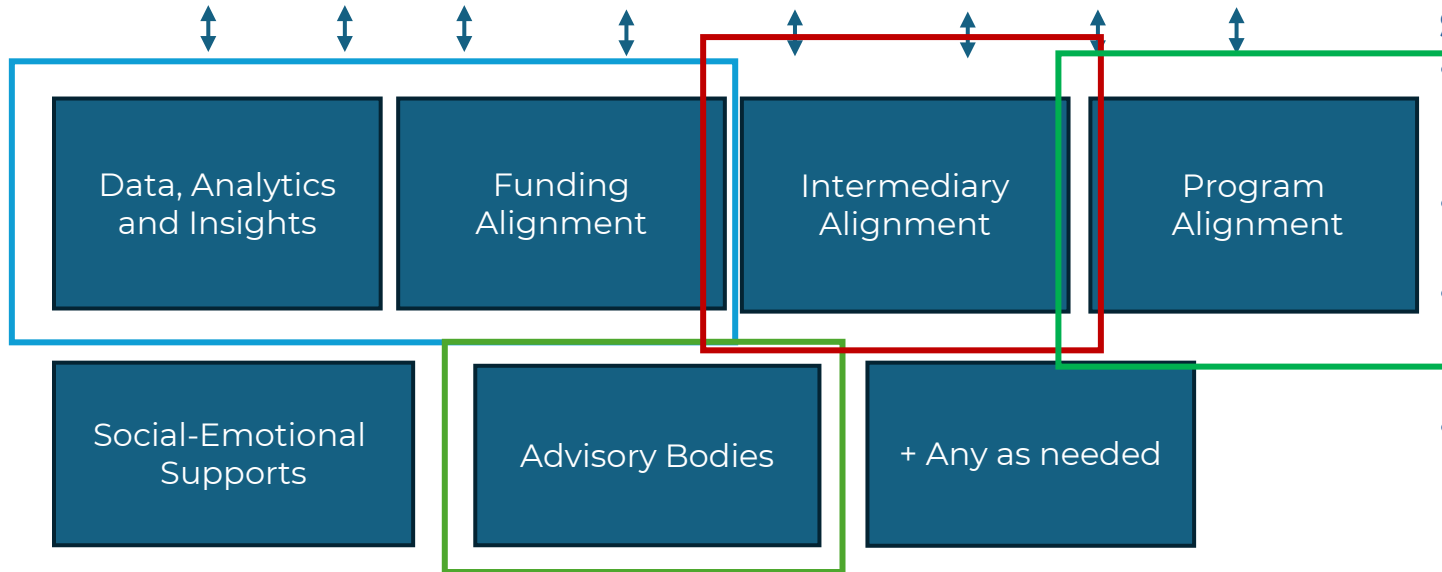 Data, Analytics
and Insights
Funding
Alignment
Intermediary
Alignment
Program
Alignment
Social-Emotional
Supports
Advisory Bodies
+ Any as needed